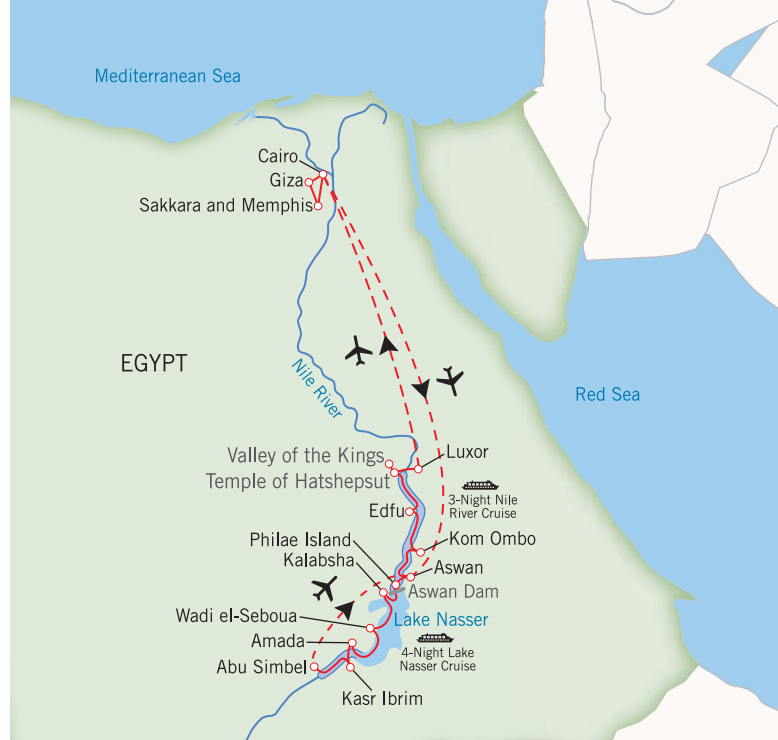 Mediterranean Sea
Cairo
Giza
Sakkara and Memphis
EGYPT
Nile River
Red Sea
Valley of the Kings
Luxor
Temple of Hatshepsut
3-Night Nile
River Cruise
Edfu
Philae Island
Kom Ombo
Kalabsha
Aswan
Aswan Dam
Wadi el-Seboua
Lake Nasser
Amada
4-Night Lake
Nasser Cruise
Abu Simbel
Kasr Ibrim